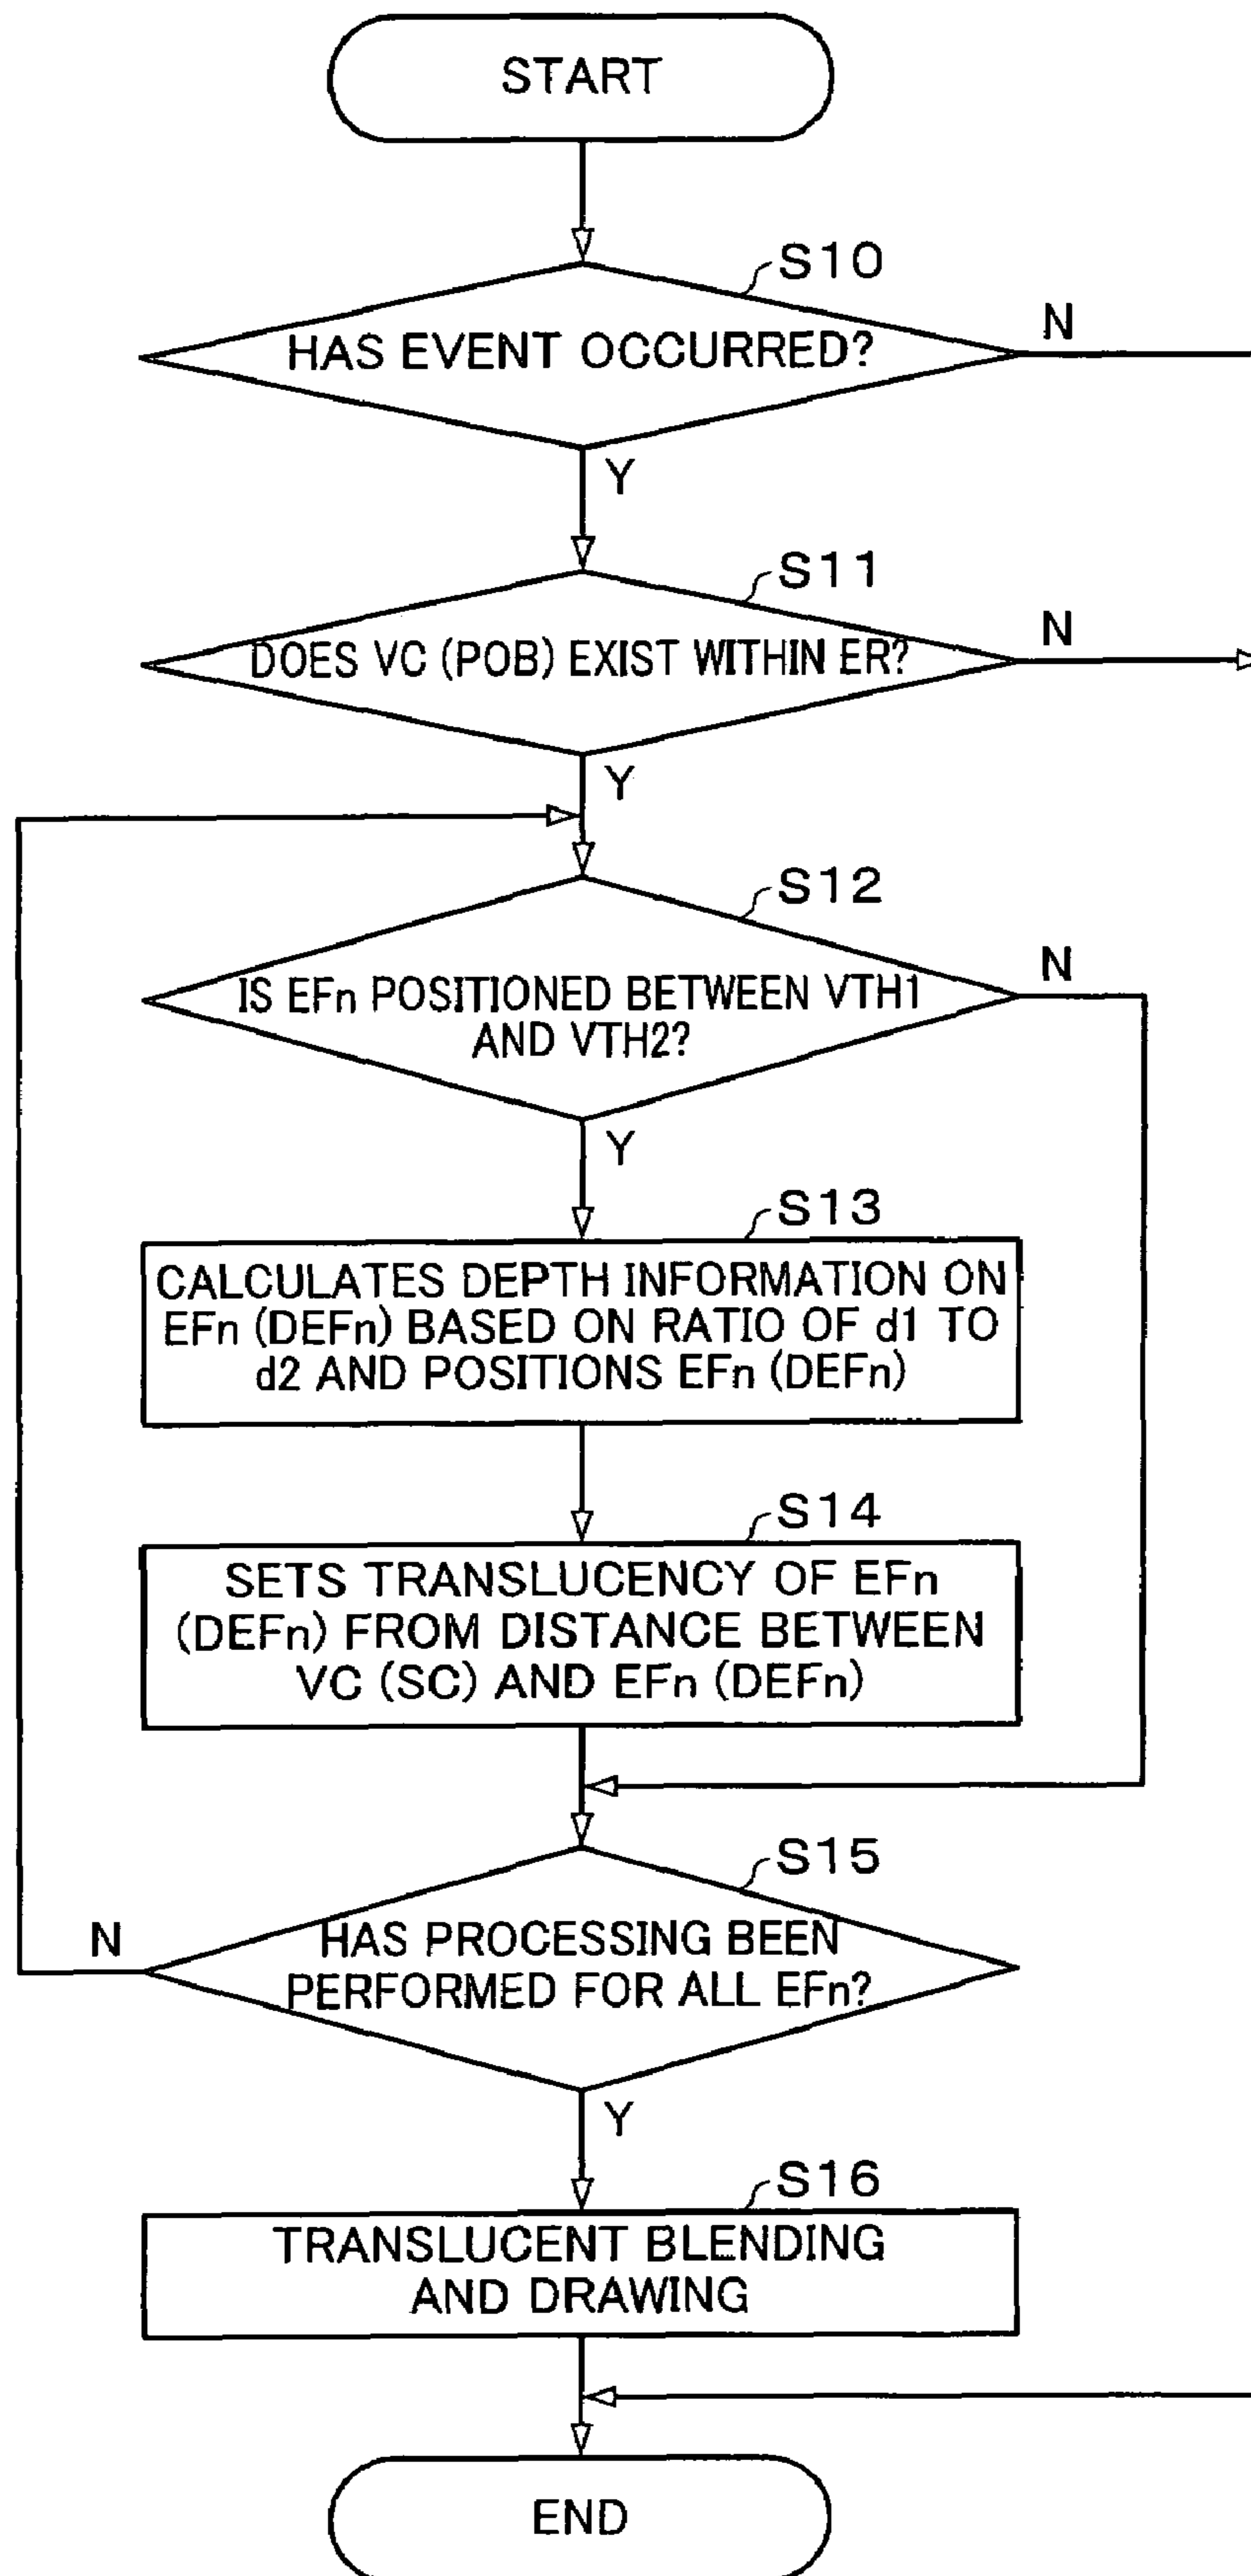 START
S10
HAS EVENT OCCURRED?
N
Y
S11
DOES VC (POB) EXIST WITHIN ER?
N
Y
S12
IS EFn POSITIONED BETWEEN VTH1
AND VTH2?
N
Y
S13
CALCULATES DEPTH INFORMATION ON
EFn (DEFn) BASED ON RATIO OF d1 TO
d2 AND POSITIONS EFn (DEFn)
S14
SETS TRANSLUCENCY OF EFn
(DEFn) FROM DISTANCE BETWEEN
VC (SC) AND EFn (DEFn)
S15
HAS PROCESSING BEEN
PERFORMED FOR ALL EFn?
N
Y
S16
TRANSLUCENT BLENDING
AND DRAWING
END